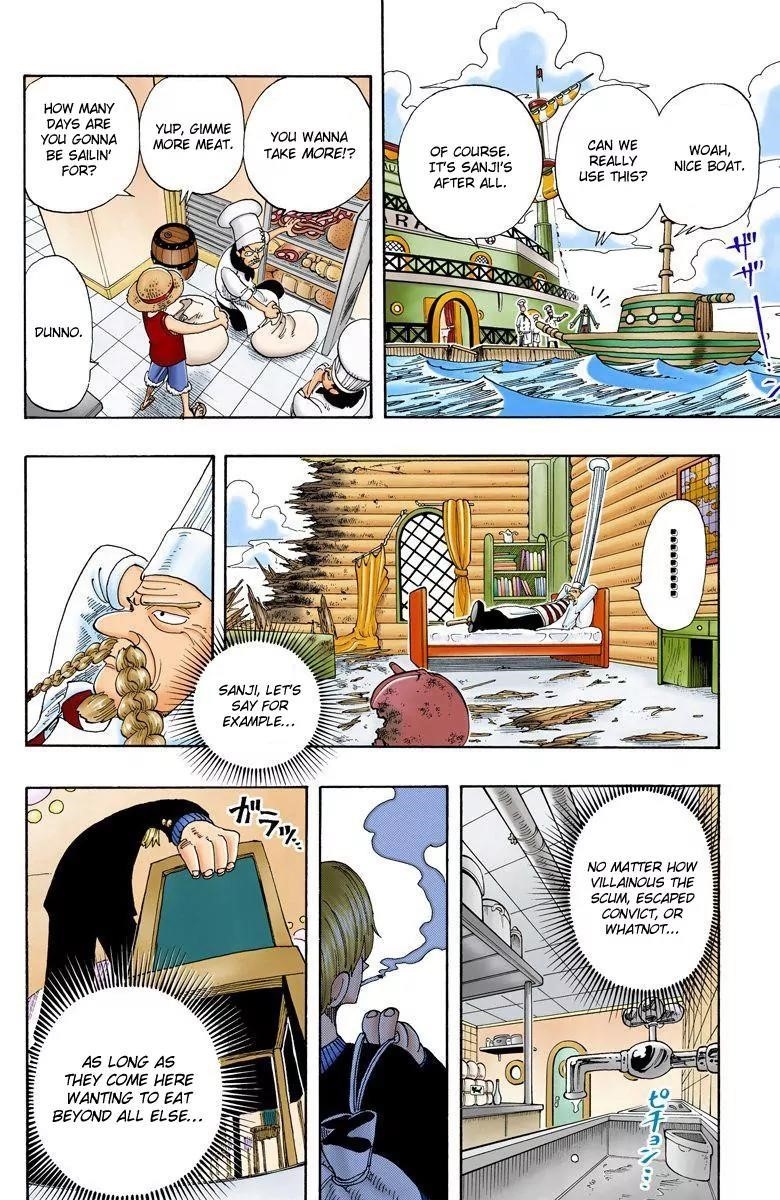 WOAH,
NICE BOAT.
CAN WE
REALLY
USE THIS?
OF COURSE.
IT'S SANJI'S
AFTER ALL.
ザザ
YOU WANNA
TAKE MORE!?
YUP, GIMME
MORE MEAT.
HOW MANY
DAYS ARE
YOU GONNA
BE SAILIN'
FOR?
DUNNO.
SANJI, LET'S
SAY FOR
EXAMPLE...
NO MATTER HOW
VILLAINOUS THE
SCUM, ESCAPED
CONVICT, OR
WHATNOT...
ピチョン...
ガラッ...
AS LONG AS
THEY COME HERE
WANTING TO EAT
BEYOND ALL ELSE...